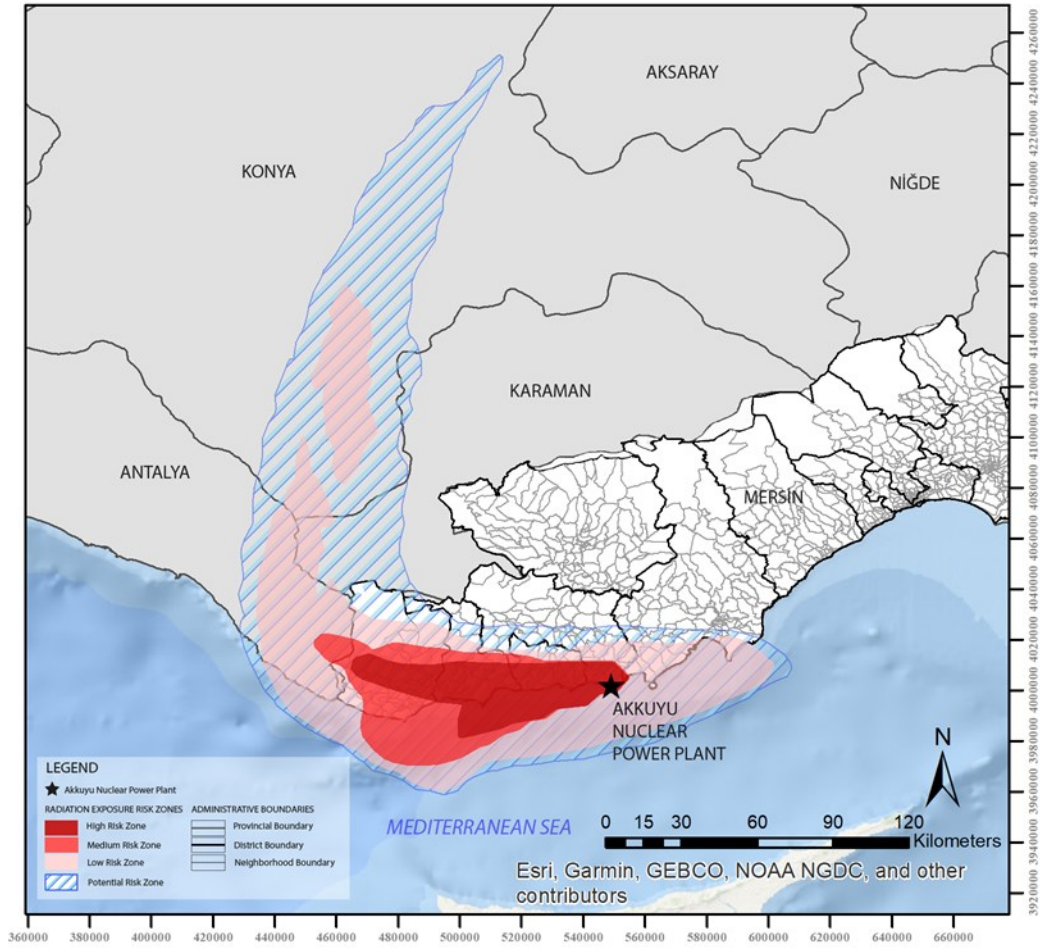 AKSARAY
KONYA
NİĞDE
KARAMAN
ANTALYA
MERSİN
AKKUYU
NUCLEAR
POWER PLANT
N
LEGEND
Akkuyu Nuclear Power Plant
RADIATION EXPOSURE RISK ZONES
High Risk Zone
Medium Risk Zone
Low Risk Zone
Potential Risk Zone
ADMINISTRATIVE BOUNDARIES
Provincial Boundary
District Boundary
Neighborhood Boundary
MEDITERRANEAN SEA
0 15 30 60 90 120
Kilometers
Esri, Garmin, GEBCO, NOAA NGDC, and other
contributors
360000 380000 400000 420000 440000 460000 480000 500000 520000 540000 560000 580000 600000 620000 640000 660000
3920000 3940000 3960000 3980000 4000000 4020000 4040000 4060000 4080000 4100000 4120000 4140000 4160000 4180000 4200000 4220000 4240000 4260000